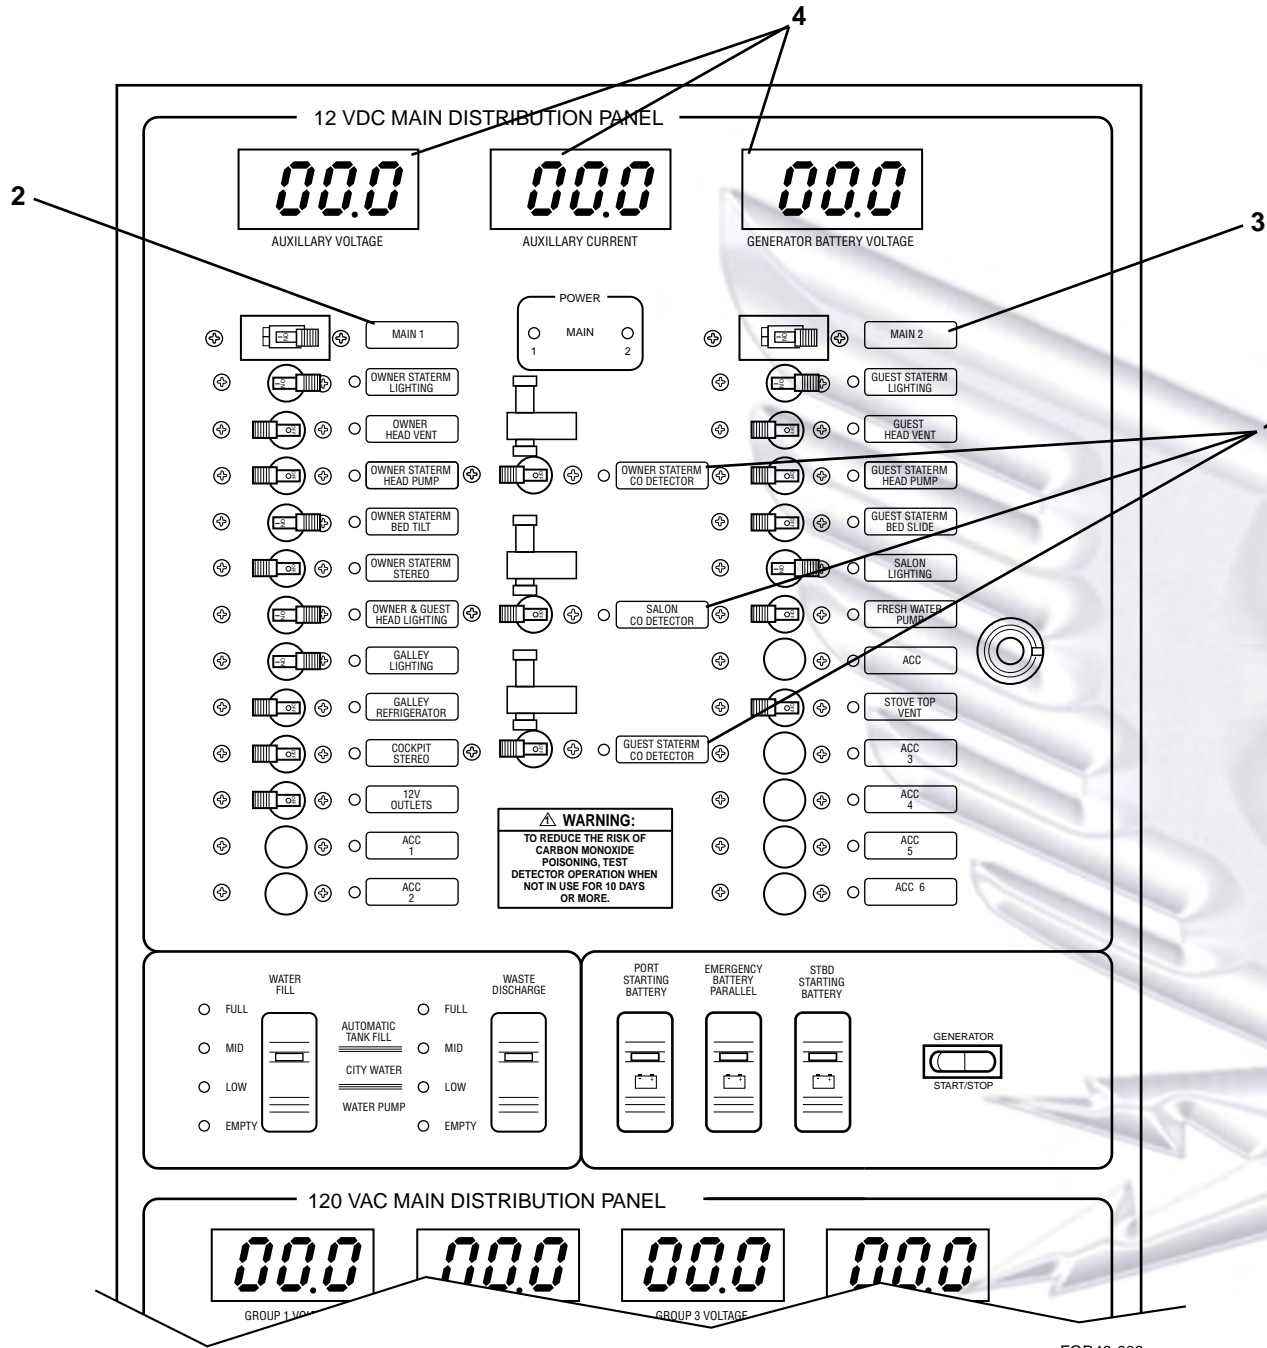 4
12 VDC MAIN DISTRIBUTION PANEL
00.0
00.0
00.0
2
AUXILLARY VOLTAGE
AUXILLARY CURRENT
GENERATOR BATTERY VOLTAGE
3
POWER
MAIN
1
2
MAIN 1
OWNER STATERM
LIGHTING
OWNER
HEAD VENT
OWNER STATERM
HEAD PUMP
OWNER STATERM
BED TILT
OWNER STATERM
STEREO
OWNER & GUEST
HEAD LIGHTING
GALLEY
LIGHTING
GALLEY
REFRIGERATOR
COCKPIT
STEREO
12V
OUTLETS
ACC
1
ACC
2
OWNER STATERM
CO DETECTOR
SALON
CO DETECTOR
GUEST STATERM
CO DETECTOR
⚠ WARNING:
TO REDUCE THE RISK OF
CARBON MONOXIDE
POISONING, TEST
DETECTOR OPERATION WHEN
NOT IN USE FOR 10 DAYS
OR MORE.
MAIN 2
GUEST STATERM
LIGHTING
GUEST
HEAD VENT
GUEST STATERM
HEAD PUMP
GUEST STATERM
BED SLIDE
SALON
LIGHTING
FRESH WATER
PUMP
ACC
STOVE TOP
VENT
ACC
3
ACC
4
ACC
5
ACC 6
WATER
FILL
FULL
MID
LOW
EMPTY
AUTOMATIC
TANK FILL
CITY WATER
WATER PUMP
WASTE
DISCHARGE
FULL
MID
LOW
EMPTY
PORT
STARTING
BATTERY
EMERGENCY
BATTERY
PARALLEL
STBD
STARTING
BATTERY
GENERATOR
START/STOP
120 VAC MAIN DISTRIBUTION PANEL
00.0
00.0
00.0
00.0
GROUP 1
GROUP 3 VOLTAGE